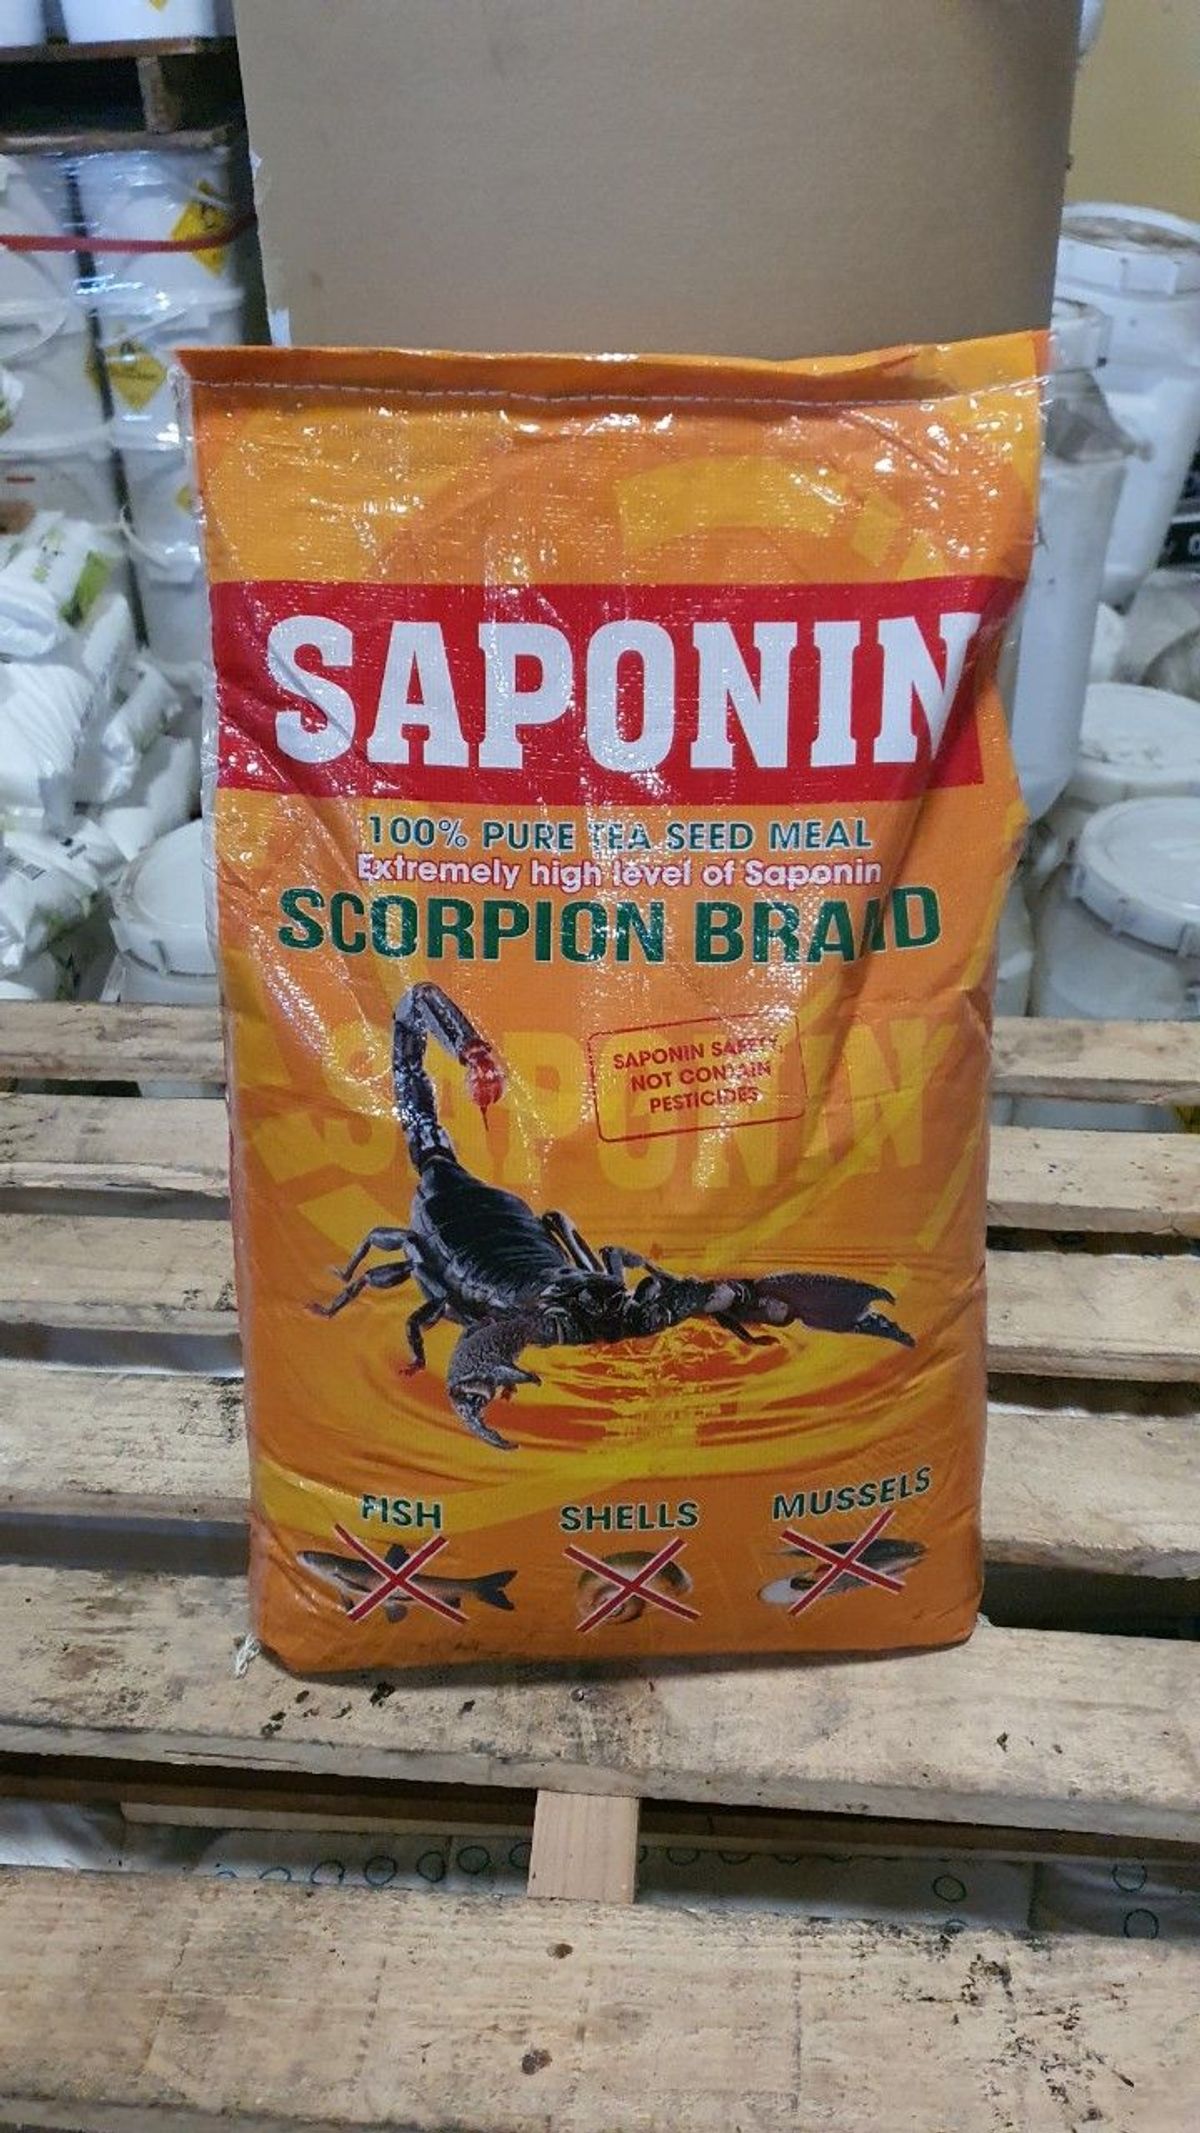 SAPONIN
100% PURE TEA SEED MEAL
Extremely high level of Saponin
SCORPION BRAND
SAPONIN
SAPONIN SAFETY,
NOT CONTAIN
PESTICIDES
FISH
SHELLS
MUSSELS